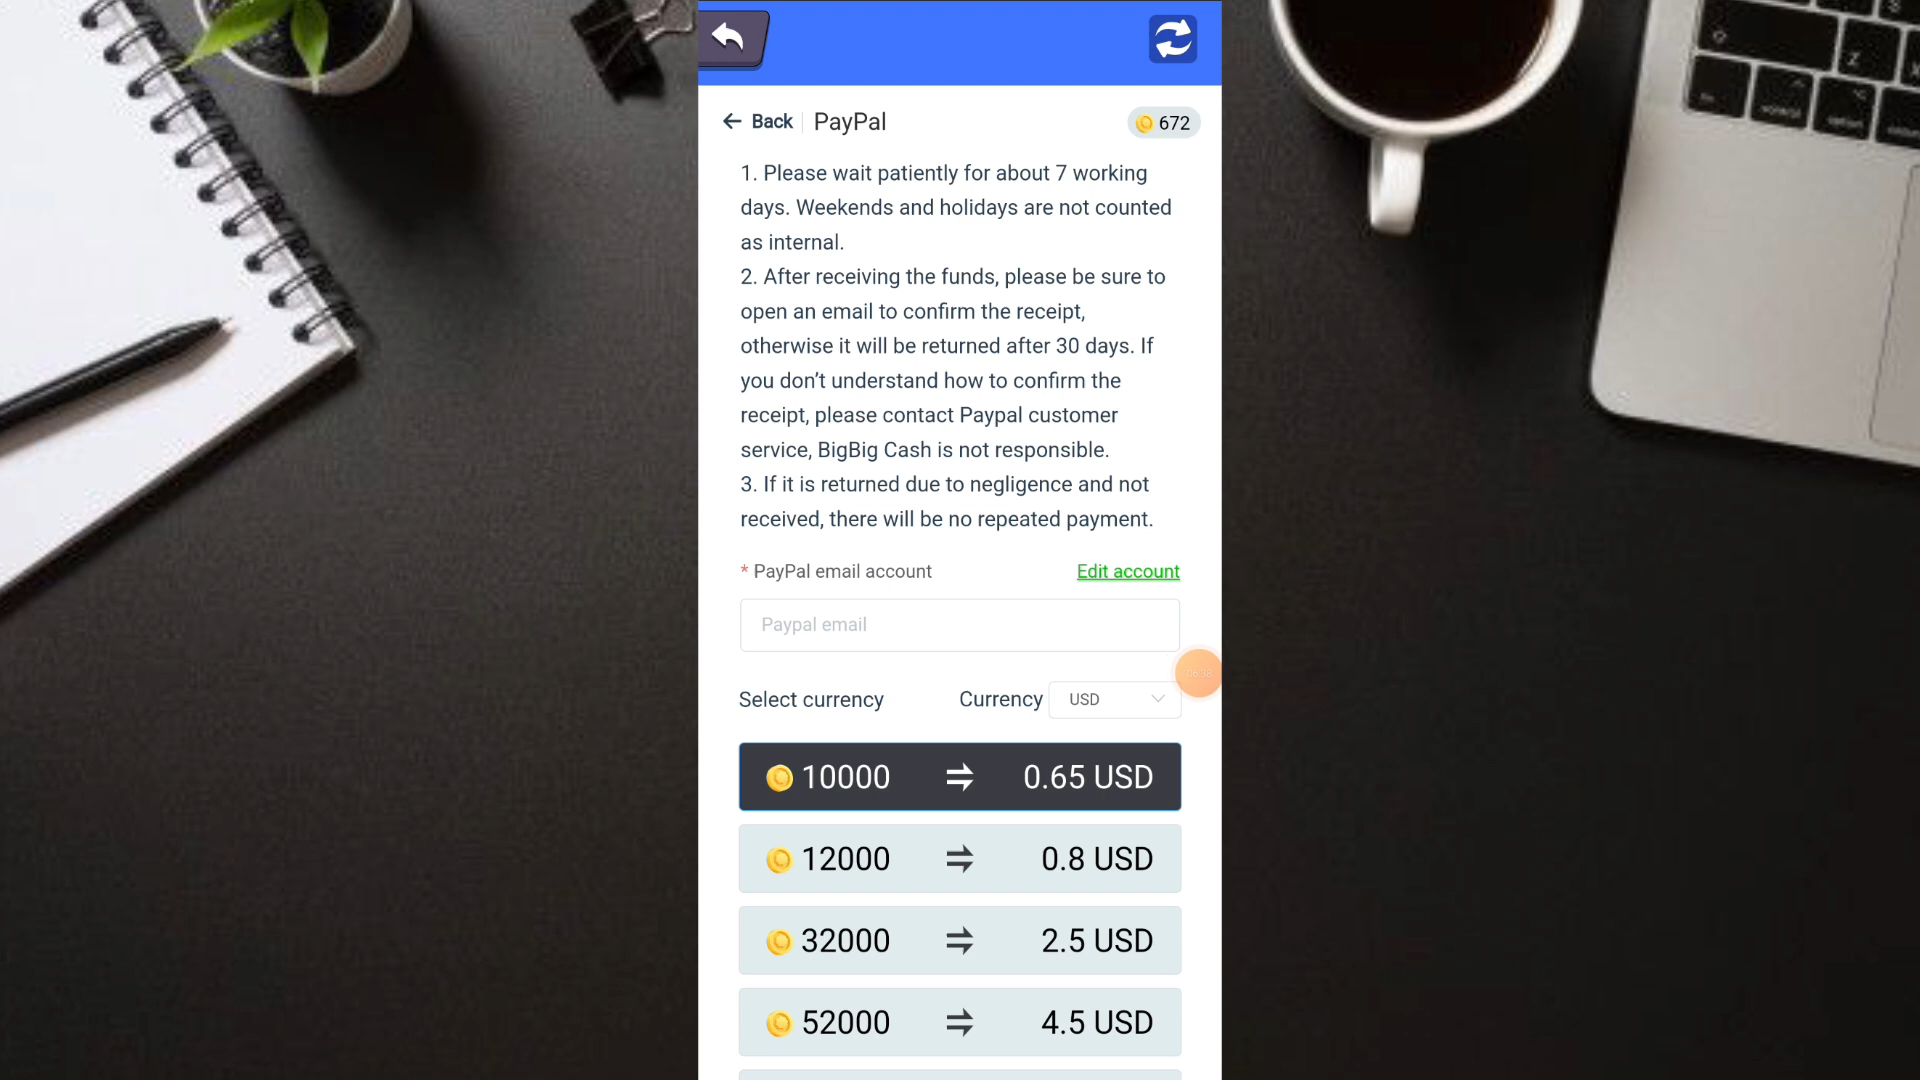 Back PayPal 672
1. Please wait patiently for about 7 working
days. Weekends and holidays are not counted
as internal.
2. After receiving the funds, please be sure to
open an email to confirm the receipt,
otherwise it will be returned after 30 days. If
you don’t understand how to confirm the
receipt, please contact Paypal customer
service, BigBig Cash is not responsible.
3. If it is returned due to negligence and not
received, there will be no repeated payment.
* PayPal email account Edit account
Paypal email
Select currency Currency USD
10000 0.65 USD
12000 0.8 USD
32000 2.5 USD
52000 4.5 USD